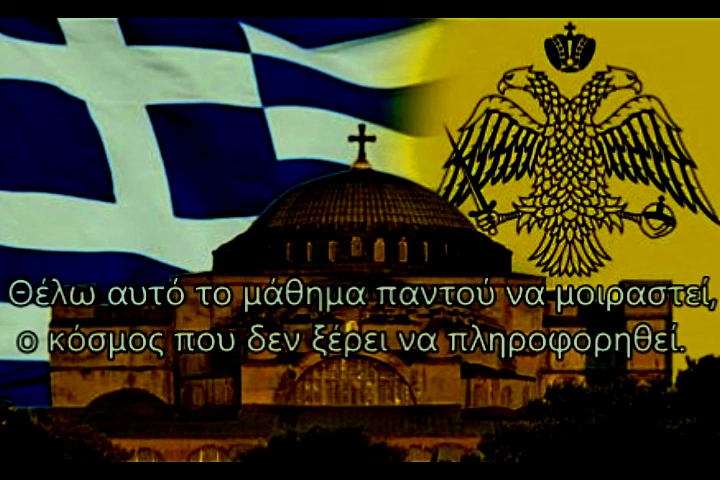 Θέλω αυτό το μάθημα παντού να μοιραστεί,
ο κόσμος που δεν ξέρει να πληροφορηθεί.